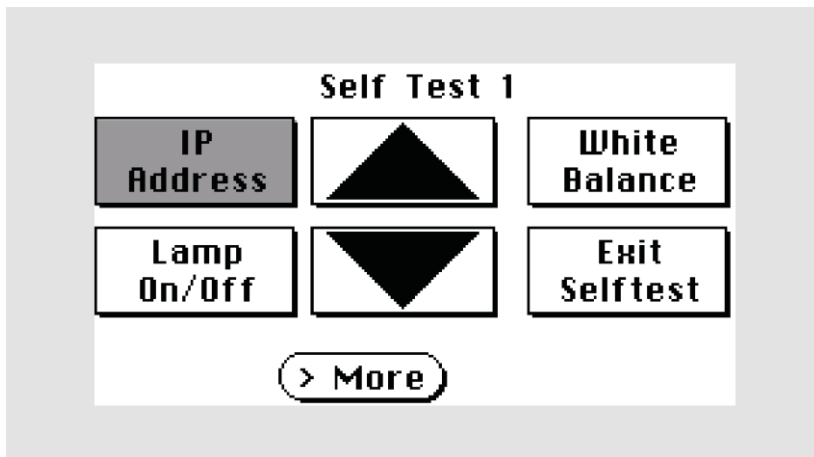 Self Test 1
IP
Address
White
Balance
Lamp
On/Off
Exit
Selftest
> More